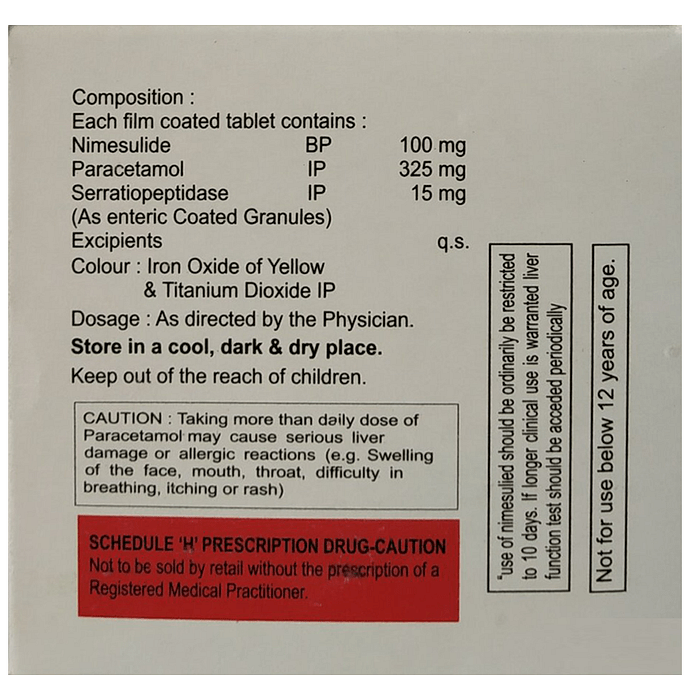 Composition :
Each film coated tablet contains :
Nimesulide BP 100 mg
Paracetamol IP 325 mg
Serratiopeptidase IP 15 mg
(As enteric Coated Granules)
Excipients q.s.
Colour : Iron Oxide of Yellow
& Titanium Dioxide IP
Dosage : As directed by the Physician.
Store in a cool, dark & dry place.
Keep out of the reach of children.
CAUTION : Taking more than daily dose of
Paracetamol may cause serious liver
damage or allergic reactions (e.g. Swelling
of the face, mouth, throat, difficulty in
breathing, itching or rash)
SCHEDULE 'H' PRESCRIPTION DRUG-CAUTION
Not to be sold by retail without the prescription of a
Registered Medical Practitioner.
"use of nimesulied should be ordinarily be restricted
to 10 days. If longer clinical use is warranted liver
function test should be acceded periodically
Not for use below 12 years of age.